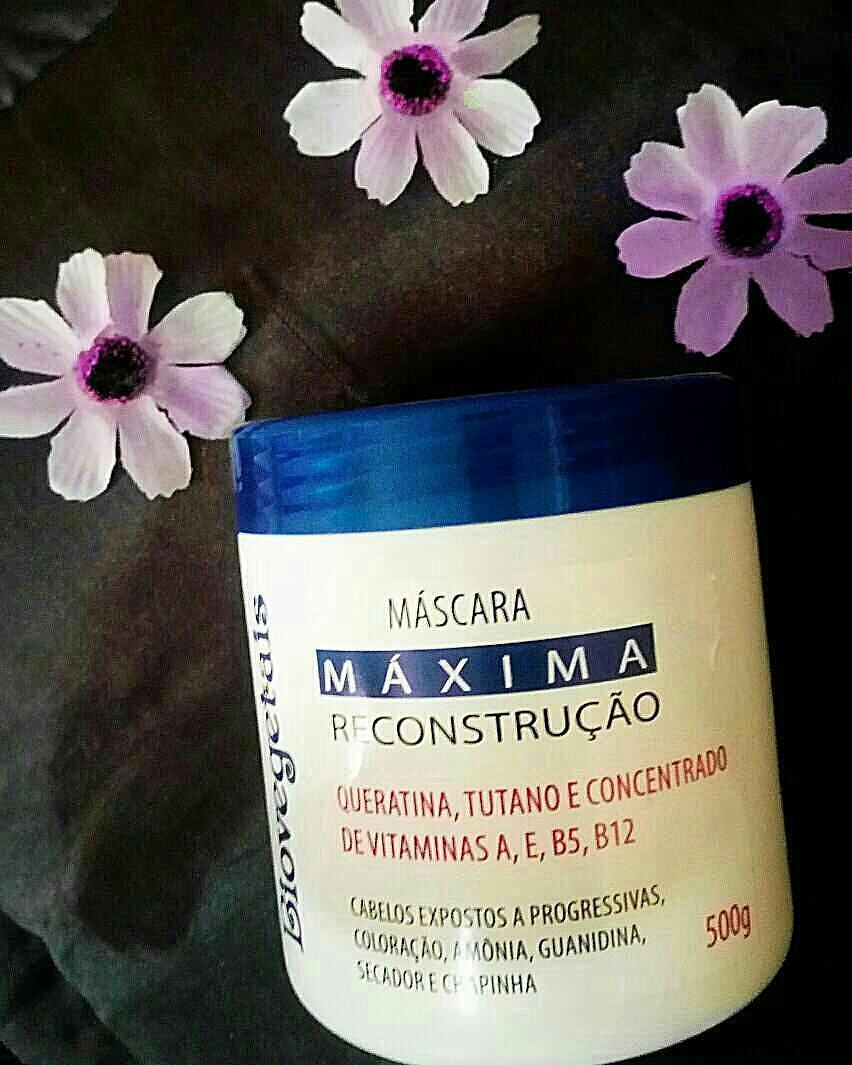 Biovegetais
MÁSCARA
MÁXIMA
RECONSTRUÇÃO
QUERATINA, TUTANO E CONCENTRADO
DE VITAMINAS A, E, B5, B12
CABELOS EXPOSTOS A PROGRESSIVAS,
COLORAÇÃO, AMÔNIA, GUANIDINA,
SECADOR E CHAPINHA
500g